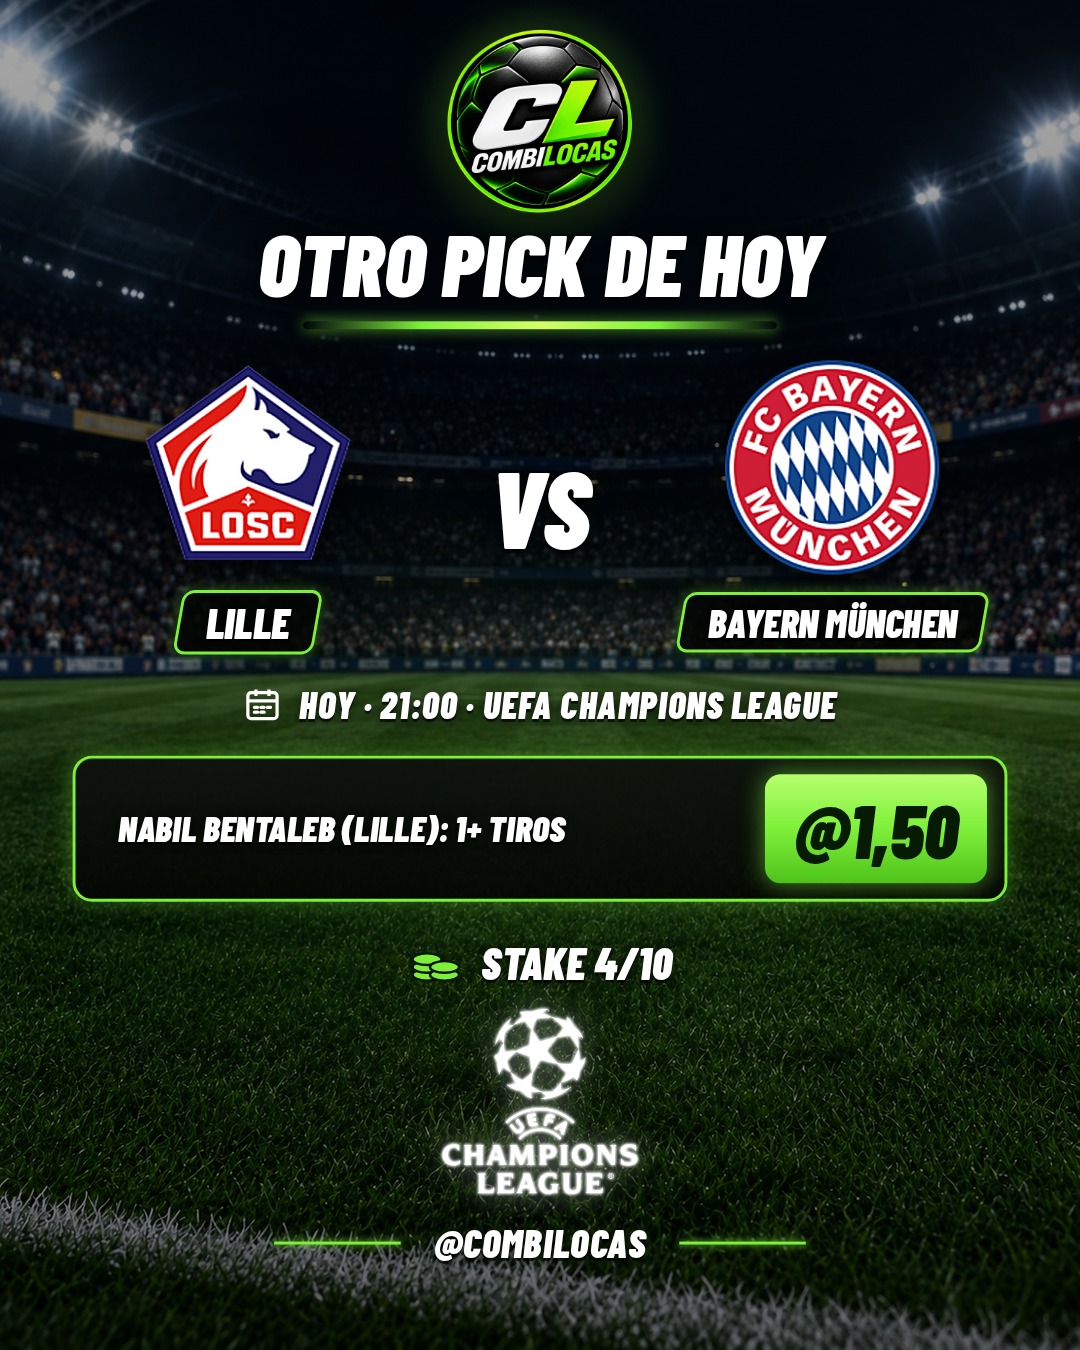 CL
COMBILOCAS
OTRO PICK DE HOY
LOSC
VS
FC BAYERN
MÜNCHEN
LILLE
BAYERN MÜNCHEN
HOY · 21:00 · UEFA CHAMPIONS LEAGUE
NABIL BENTALEB (LILLE): 1+ TIROS
@1,50
STAKE 4/10
UEFA
CHAMPIONS
LEAGUE®
@COMBILOCAS